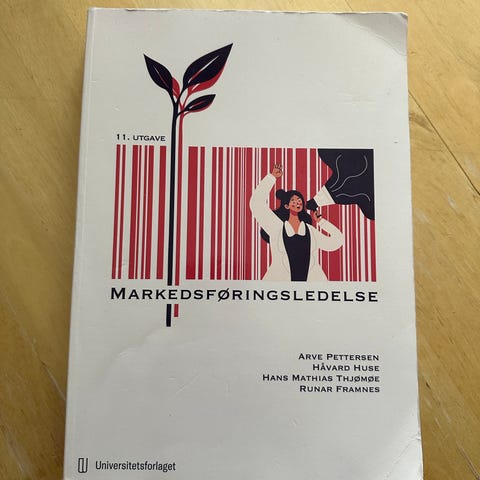 11. UTGAVE
MARKEDSFØRINGSLEDELSE
ARVE PETTERSEN
HÅVARD HUSE
HANS MATHIAS THJØMØE
RUNAR FRAMNES
Universitetsforlaget